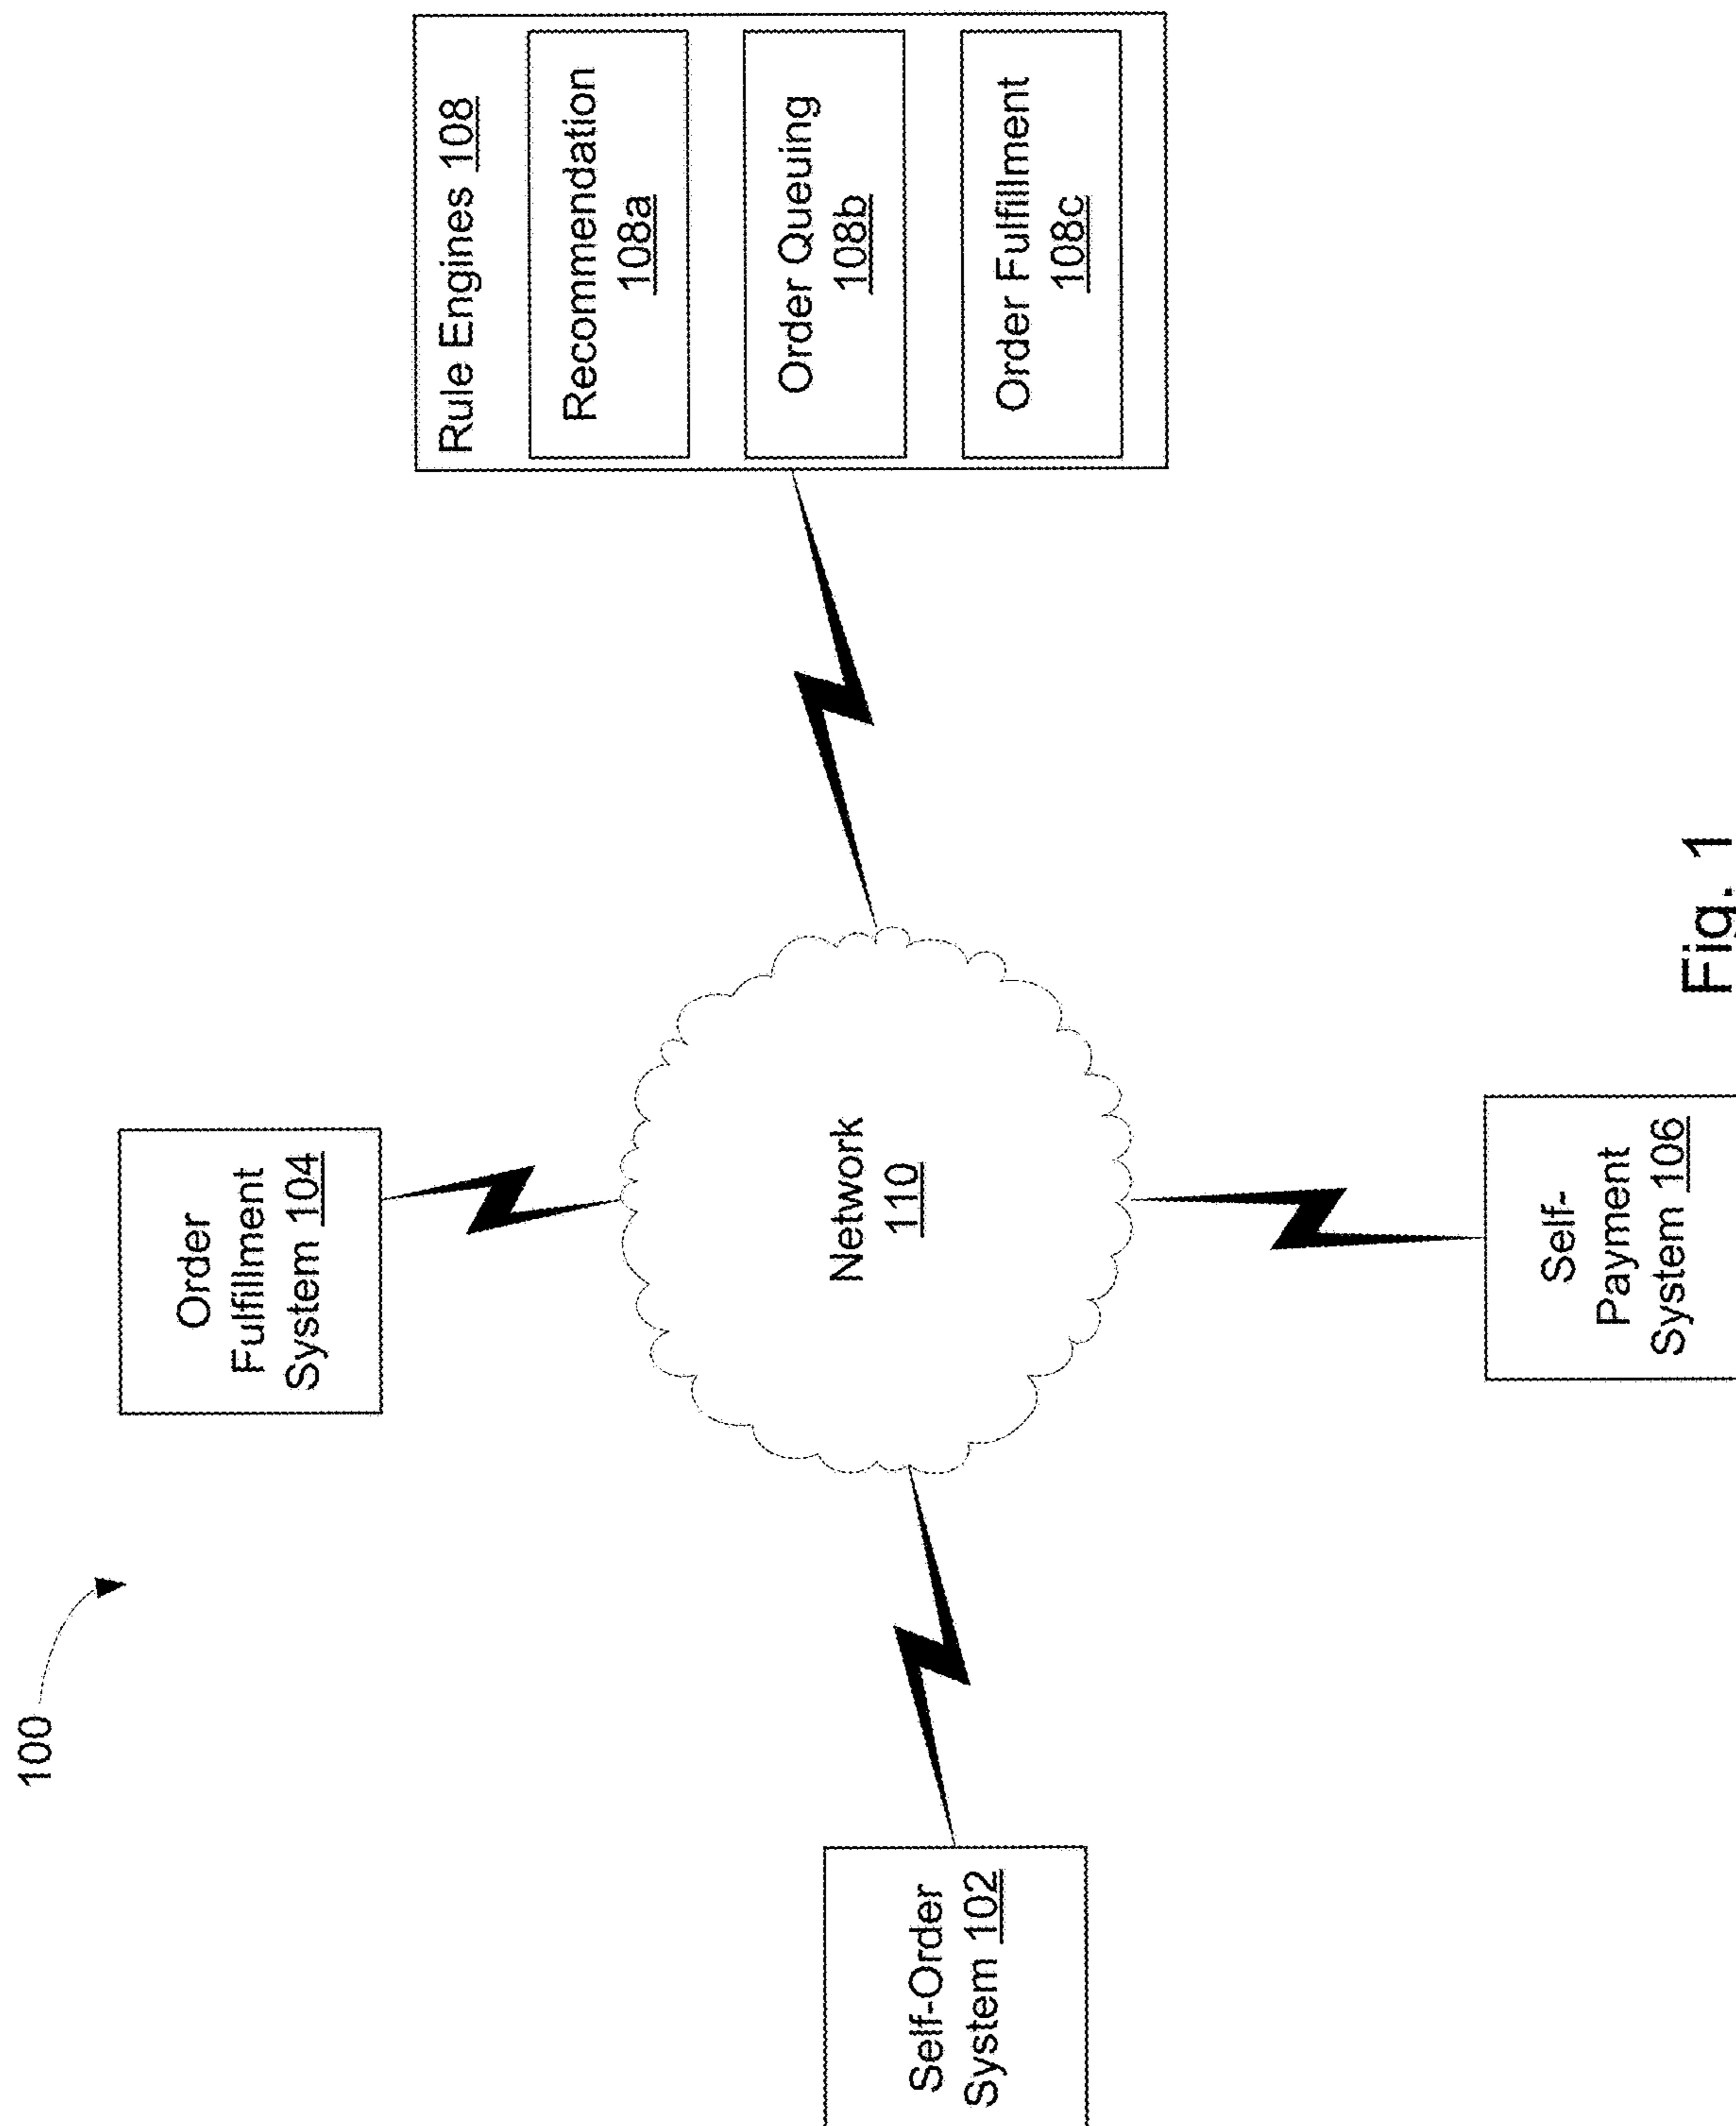 100
Order
Fulfillment
System 104
Rule Engines 108
Recommendation
108a
Order Queuing
108b
Order Fulfillment
108c
Network
110
Self-Order
System 102
Self-
Payment
System 106
Fig. 1